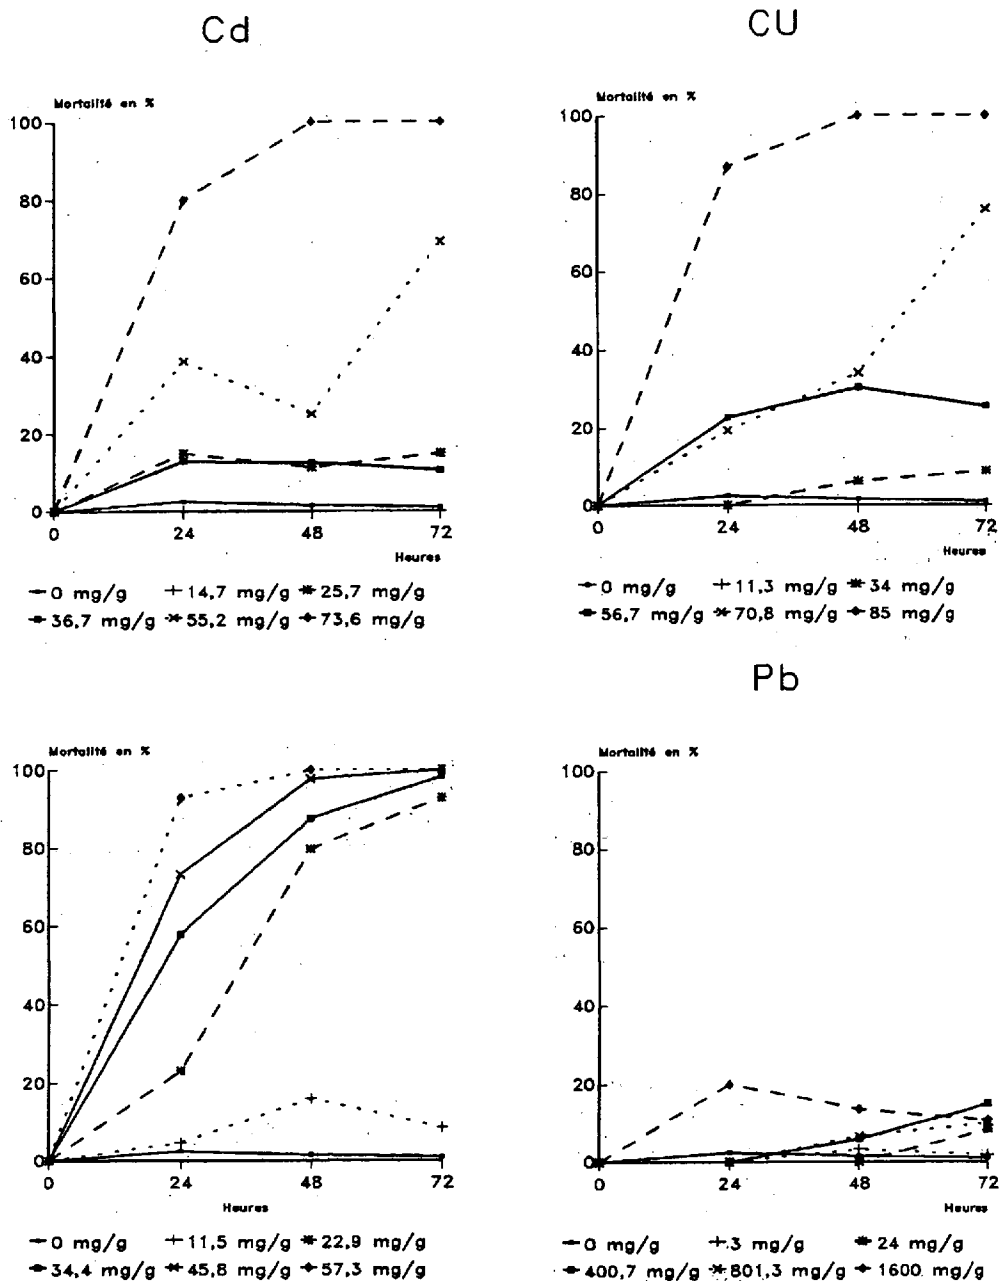 Cd
CU
Mortalité en %
100
80
60
40
20
0
0 24 48 72
Heures
0 mg/g 14,7 mg/g 25,7 mg/g
36,7 mg/g 55,2 mg/g 73,6 mg/g
Mortalité en %
100
80
60
40
20
0
0 24 48 72
Heures
0 mg/g 11,3 mg/g 34 mg/g
56,7 mg/g 70,8 mg/g 85 mg/g
Pb
Mortalité en %
100
80
60
40
20
0
0 24 48 72
Heures
0 mg/g 11,5 mg/g 22,9 mg/g
34,4 mg/g 45,8 mg/g 57,3 mg/g
Mortalité en %
100
80
60
40
20
0
0 24 48 72
Heures
0 mg/g 3 mg/g 24 mg/g
400,7 mg/g 801,3 mg/g 1600 mg/g